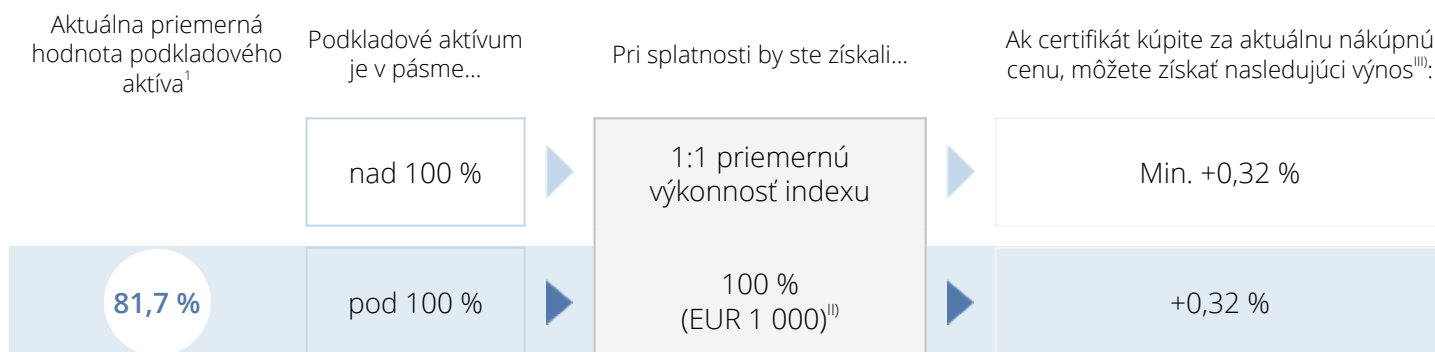 Aktuálna priemerná
hodnota podkladového
aktíva¹
Podkladové aktívum
je v pásme...
Pri splatnosti by ste získali...
Ak certifikát kúpite za aktuálnu nákúpnú
cenu, môžete získať nasledujúci výnosᴵᴵᴵ⁾:
nad 100 %
1:1 priemernú
výkonnosť indexu
Min. +0,32 %
81,7 %
pod 100 %
100 %
(EUR 1 000)ᴵᴵ⁾
+0,32 %